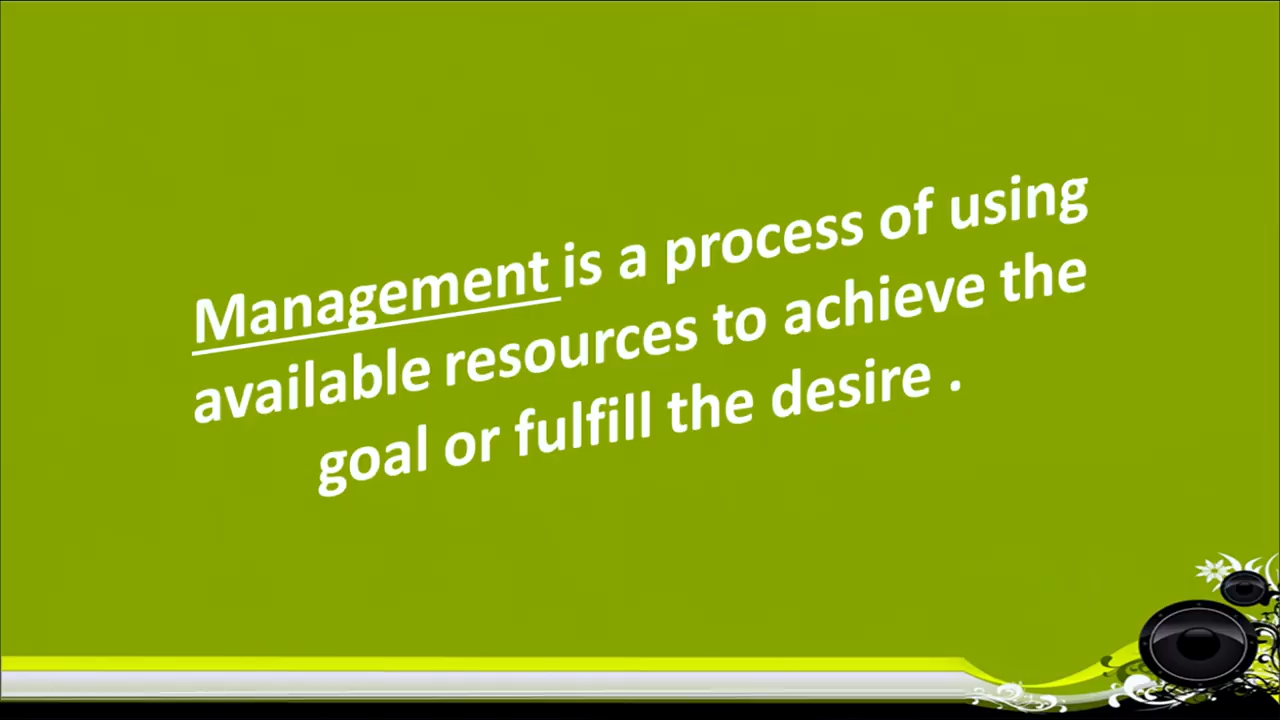 Management is a process of using
available resources to achieve the
goal or fulfill the desire .